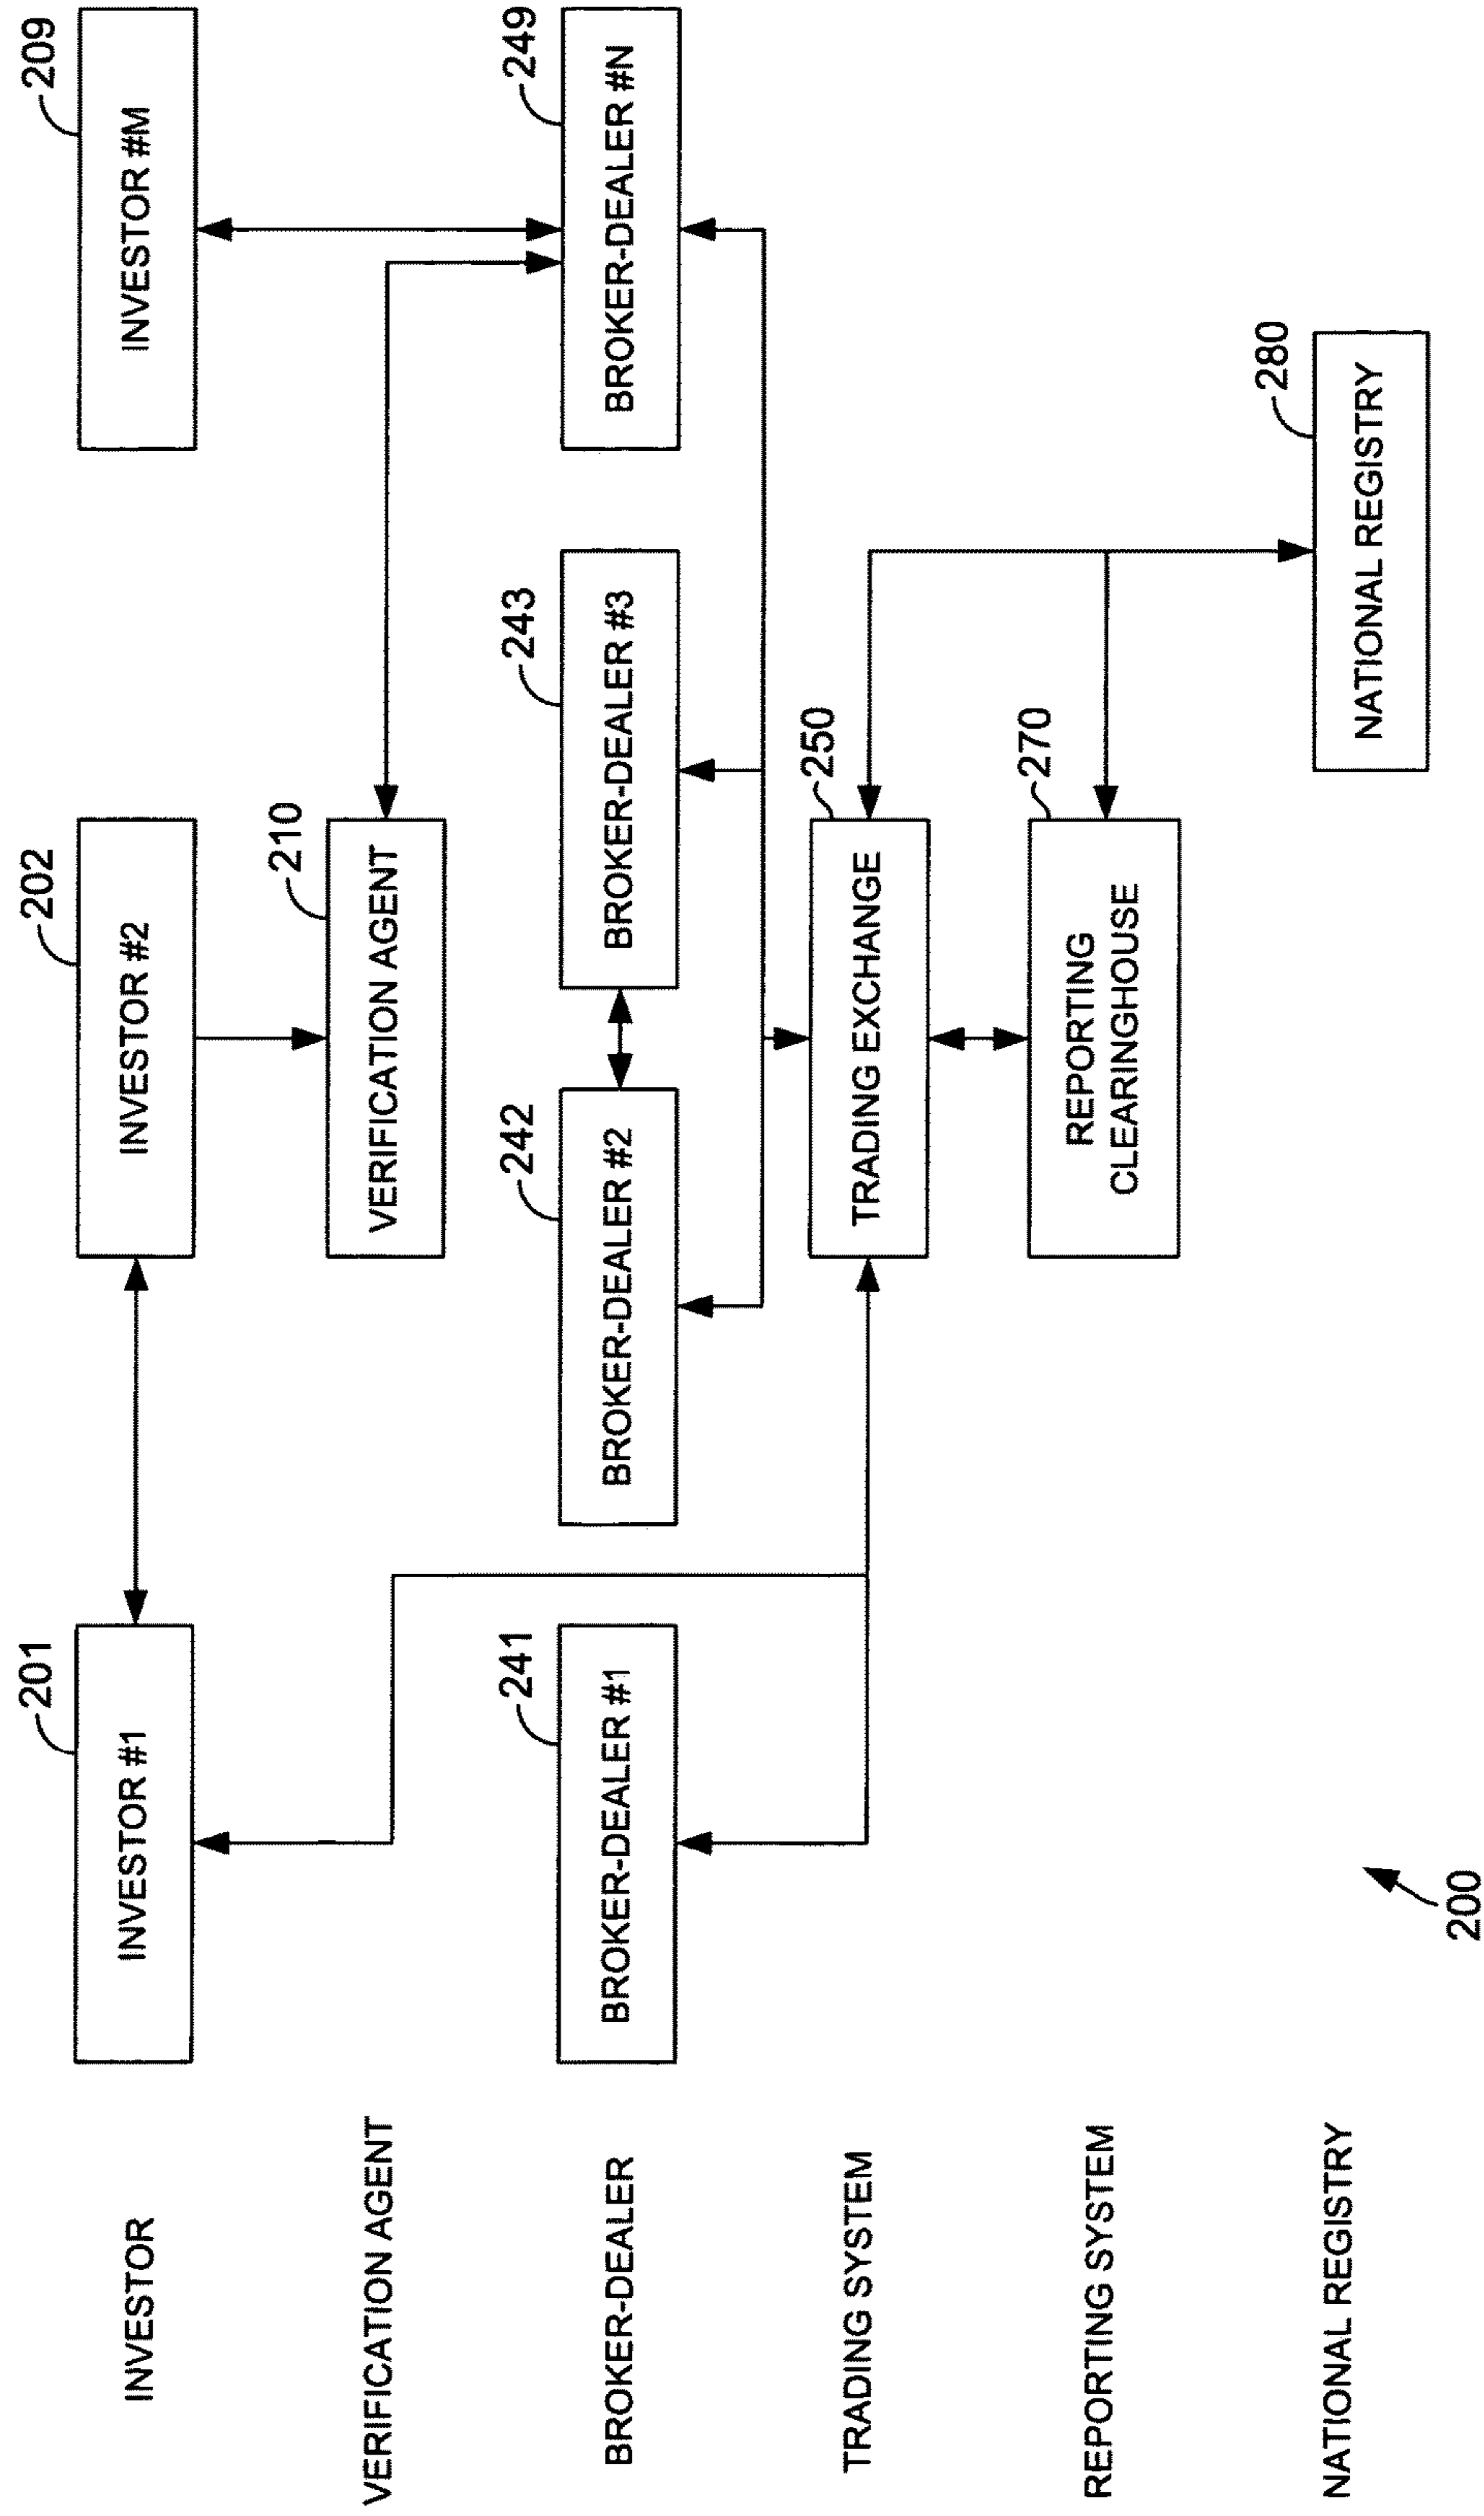 INVESTOR
201
INVESTOR #1
202
INVESTOR #2
209
INVESTOR #M
VERIFICATION AGENT
210
VERIFICATION AGENT
BROKER-DEALER
241
BROKER-DEALER #1
242
BROKER-DEALER #2
243
BROKER-DEALER #3
249
BROKER-DEALER #N
TRADING SYSTEM
TRADING EXCHANGE
250
REPORTING SYSTEM
REPORTING
CLEARINGHOUSE
270
NATIONAL REGISTRY
280
NATIONAL REGISTRY
200